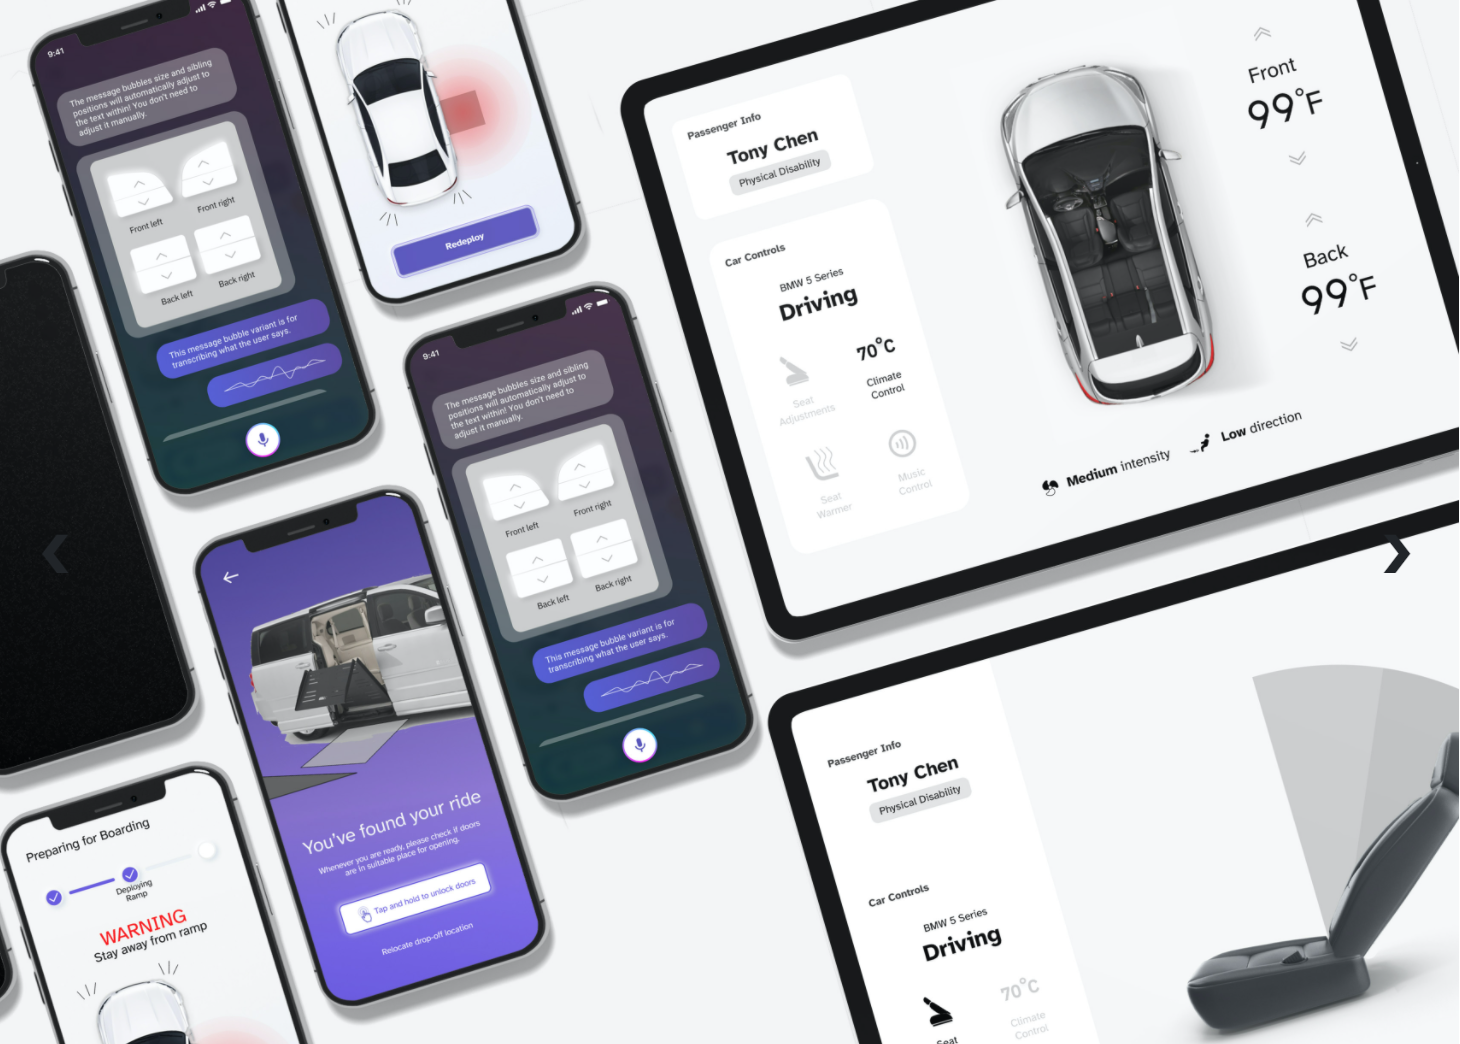 9:41
The message bubbles size and sibling
positions will automatically adjust to
the text within! You don't need to
adjust it manually.
Front left
Front right
Back left
Back right
This message bubble variant is for
transcribing what the user says.
Redeploy
9:41
The message bubbles size and sibling
positions will automatically adjust to
the text within! You don't need to
adjust it manually.
Front left
Front right
Back left
Back right
This message bubble variant is for
transcribing what the user says.
You've found your ride
Whenever you are ready, please check if doors
are in suitable place for opening.
Tap and hold to unlock doors
Relocate drop-off location
Preparing for Boarding
Deploying
Ramp
WARNING
Stay away from ramp
Passenger Info
Tony Chen
Physical Disability
Car Controls
BMW 5 Series
Driving
Seat
Adjustments
70°C
Climate
Control
Seat
Warmer
Music
Control
Front
99°F
Back
99°F
Medium intensity
Low direction
Passenger Info
Tony Chen
Physical Disability
Car Controls
BMW 5 Series
Driving
Seat
70°C
Climate
Control